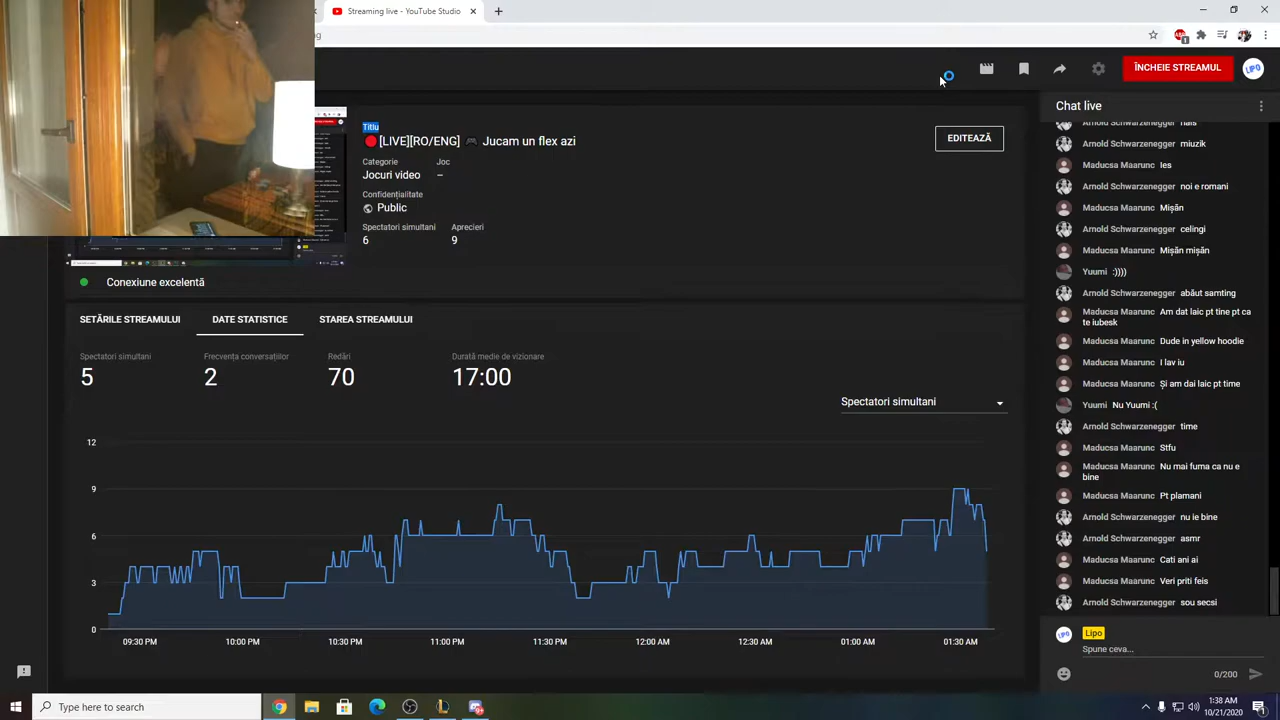 Streaming live - YouTube Studio
1
ÎNCHEIE STREAMUL
LIPO
Titlu
[LIVE][RO/ENG] 🎮 Jucam un flex azi
EDITEAZĂ
Categorie Joc
Jocuri video –
Confidențialitate
Public
Spectatori simultani Aprecieri
6 9
Conexiune excelentă
SETĂRILE STREAMULUI DATE STATISTICE STAREA STREAMULUI
Spectatori simultani Frecvența conversațiilor Redări Durată medie de vizionare
5 2 70 17:00
Spectatori simultani
12
9
6
3
0
09:30 PM 10:00 PM 10:30 PM 11:00 PM 11:30 PM 12:00 AM 12:30 AM 01:00 AM 01:30 AM
Chat live
Arnold Schwarzenegger nais
Arnold Schwarzenegger miuzik
Maducsa Maarunc Ies
Arnold Schwarzenegger noi e romani
Maducsa Maarunc Mișăn
Arnold Schwarzenegger celingi
Maducsa Maarunc Mișăn mișăn
Yuumi :))))
Arnold Schwarzenegger abăut samting
Maducsa Maarunc Am dat laic pt tine pt ca
te iubesk
Maducsa Maarunc Dude in yellow hoodie
Maducsa Maarunc I lav iu
Maducsa Maarunc Și am dai laic pt time
Yuumi Nu Yuumi :(
Arnold Schwarzenegger time
Maducsa Maarunc Stfu
Maducsa Maarunc Nu mai fuma ca nu e
bine
Maducsa Maarunc Pt plamani
Arnold Schwarzenegger nu ie bine
Arnold Schwarzenegger asmr
Maducsa Maarunc Cati ani ai
Maducsa Maarunc Veri priti feis
Arnold Schwarzenegger sou secsi
LIPO Lipo
Spune ceva...
0/200
Type here to search
1:38 AM
10/21/2020